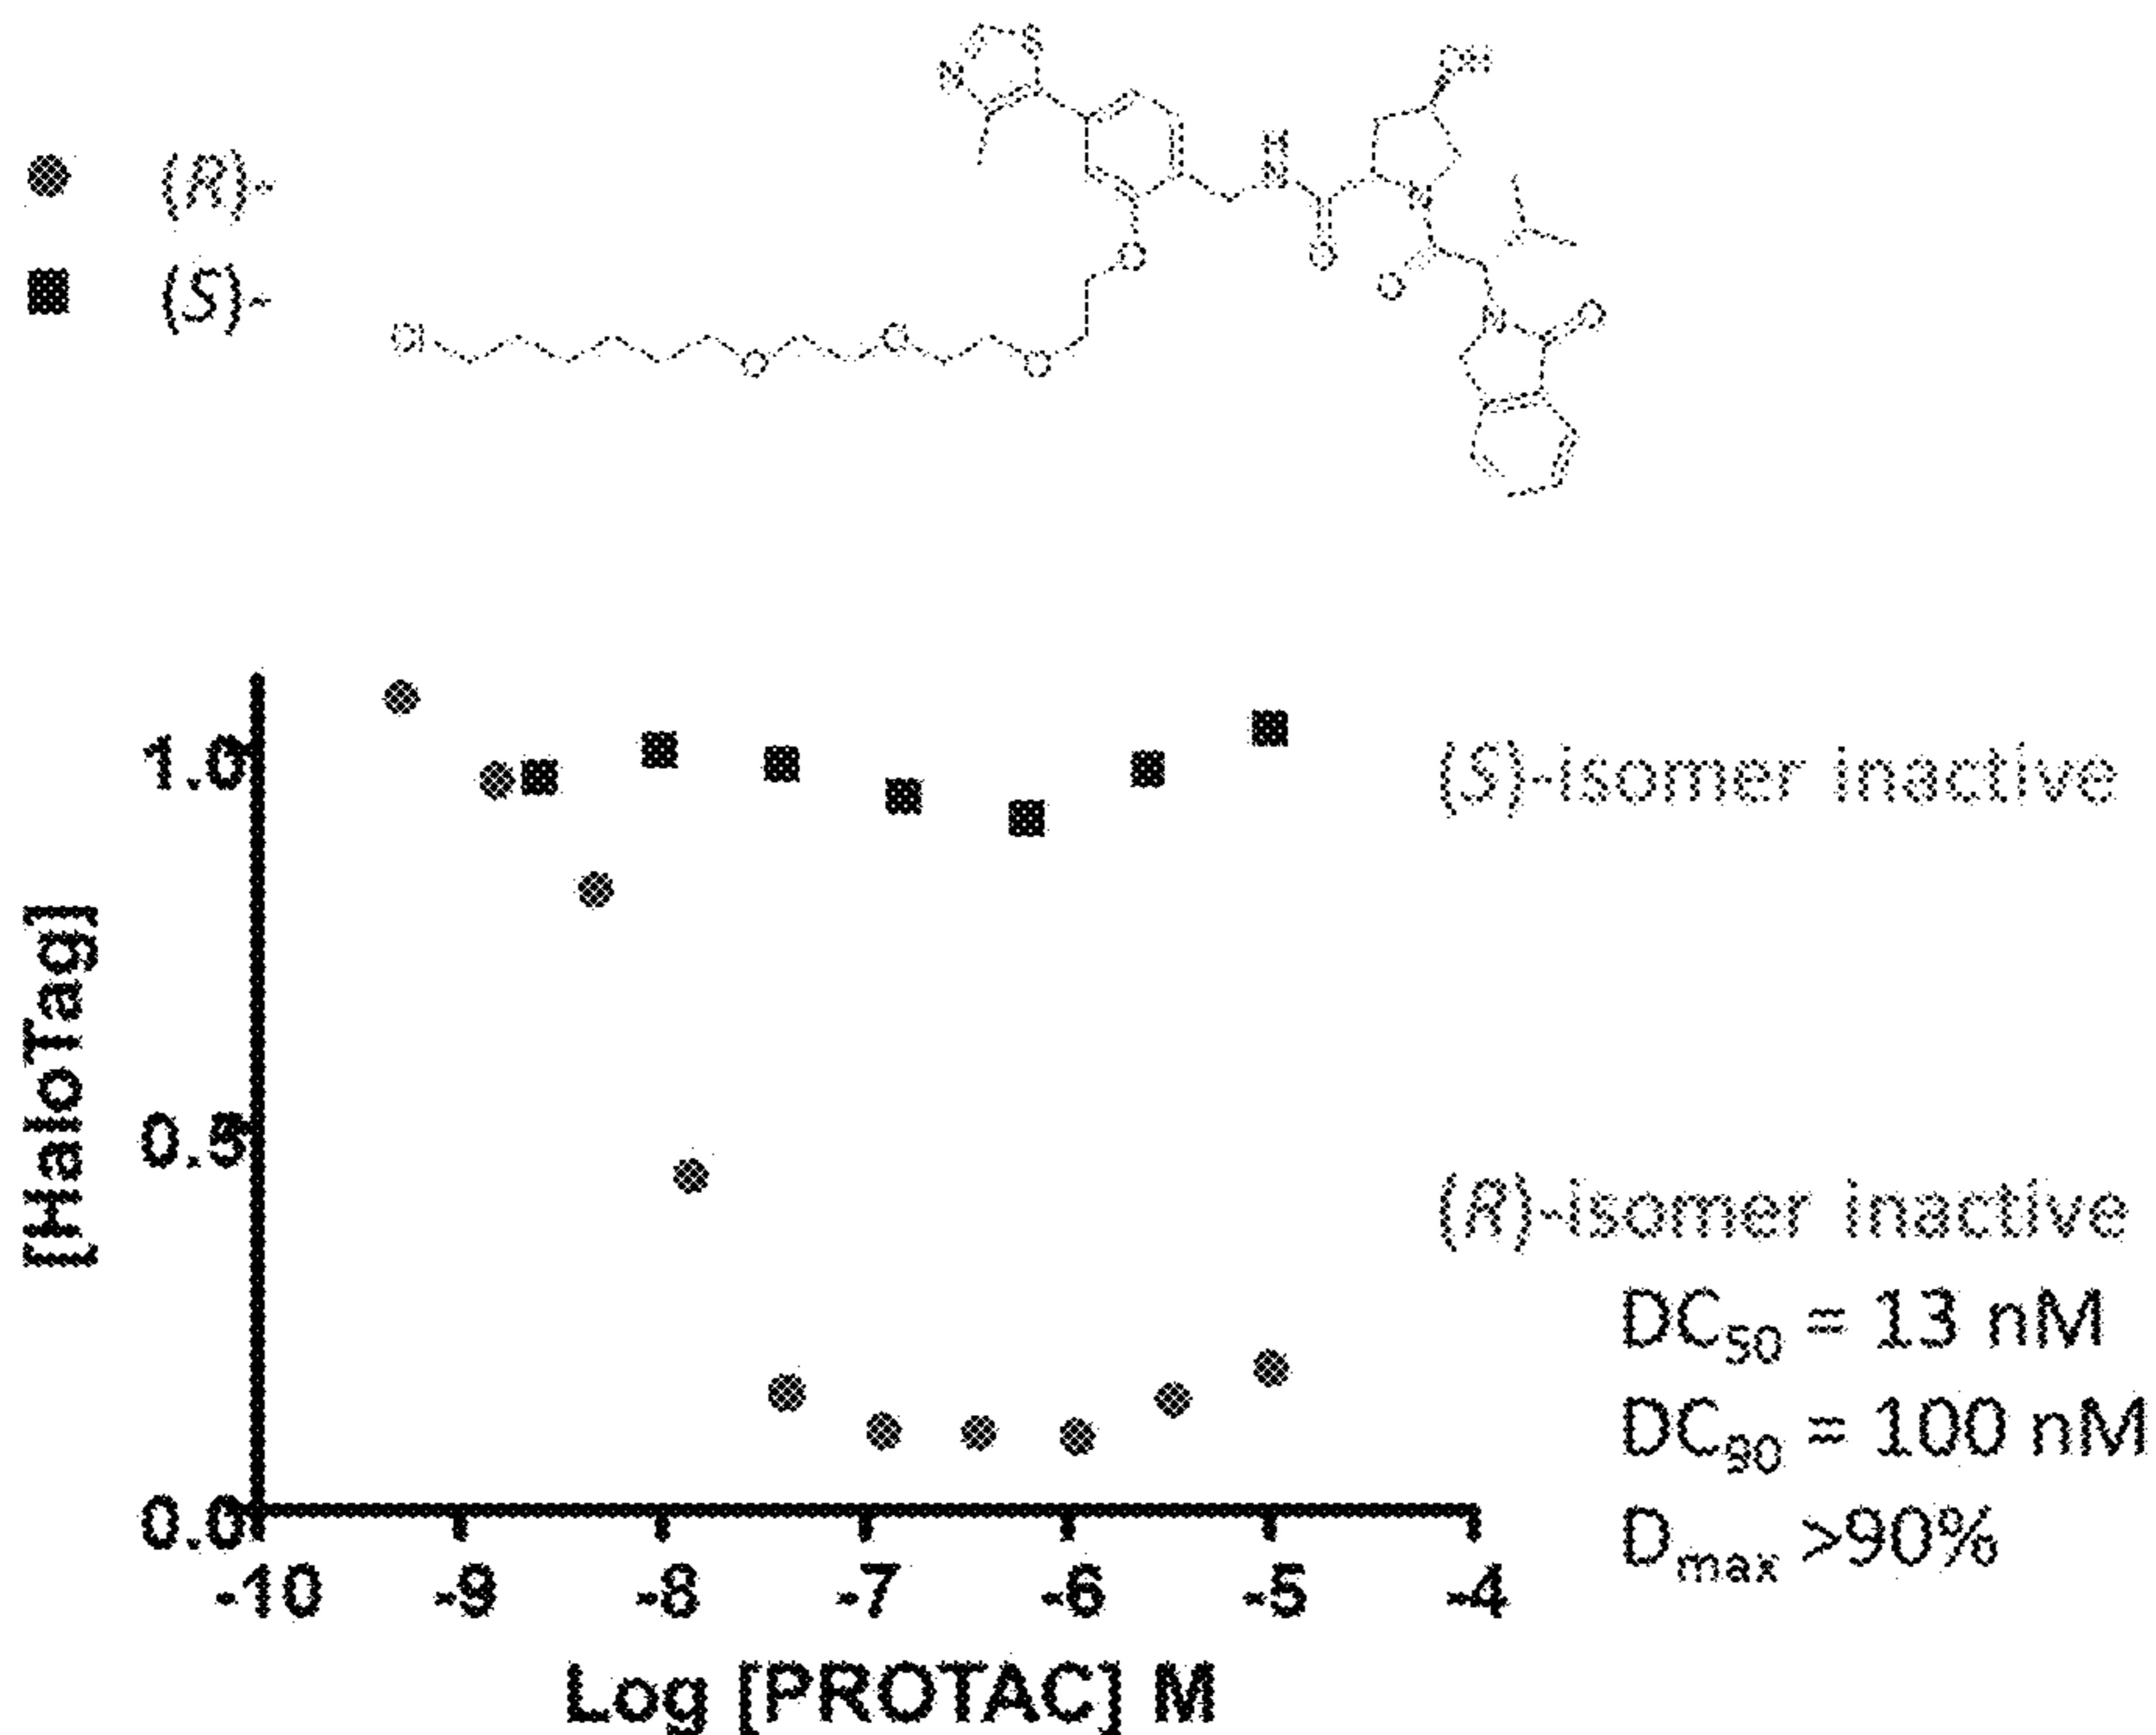 N
S
(R)-
NH
N
O
O
O
(S)-
N
O
Cl
O
O
O
1.0
(S)-isomer inactive
[HaloTag]
0.5
(R)-isomer inactive
DC50 = 13 nM
DC90 = 100 nM
Dmax >90%
0.0
-10 -9 -8 -7 -6 -5 -4
Log [PROTAC] M